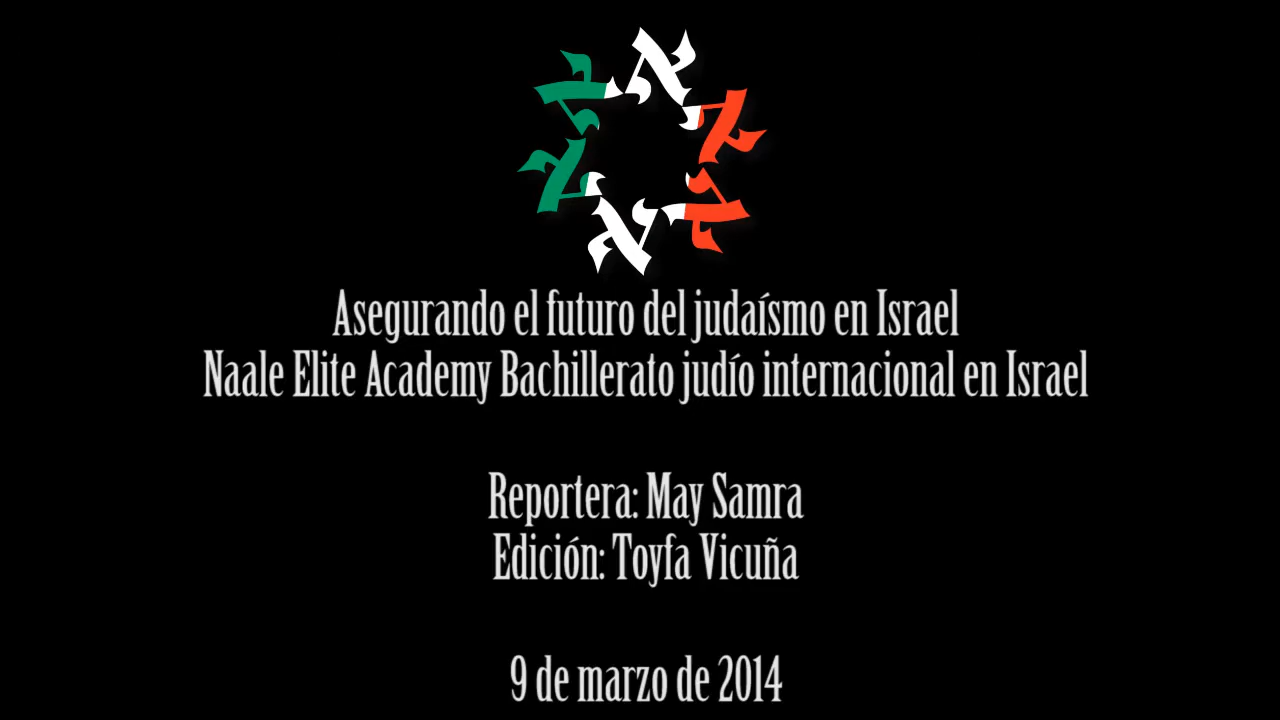 Asegurando el futuro del judaísmo en Israel
Naale Elite Academy Bachillerato judío internacional en Israel
Reportera: May Samra
Edición: Toyfa Vicuña
9 de marzo de 2014